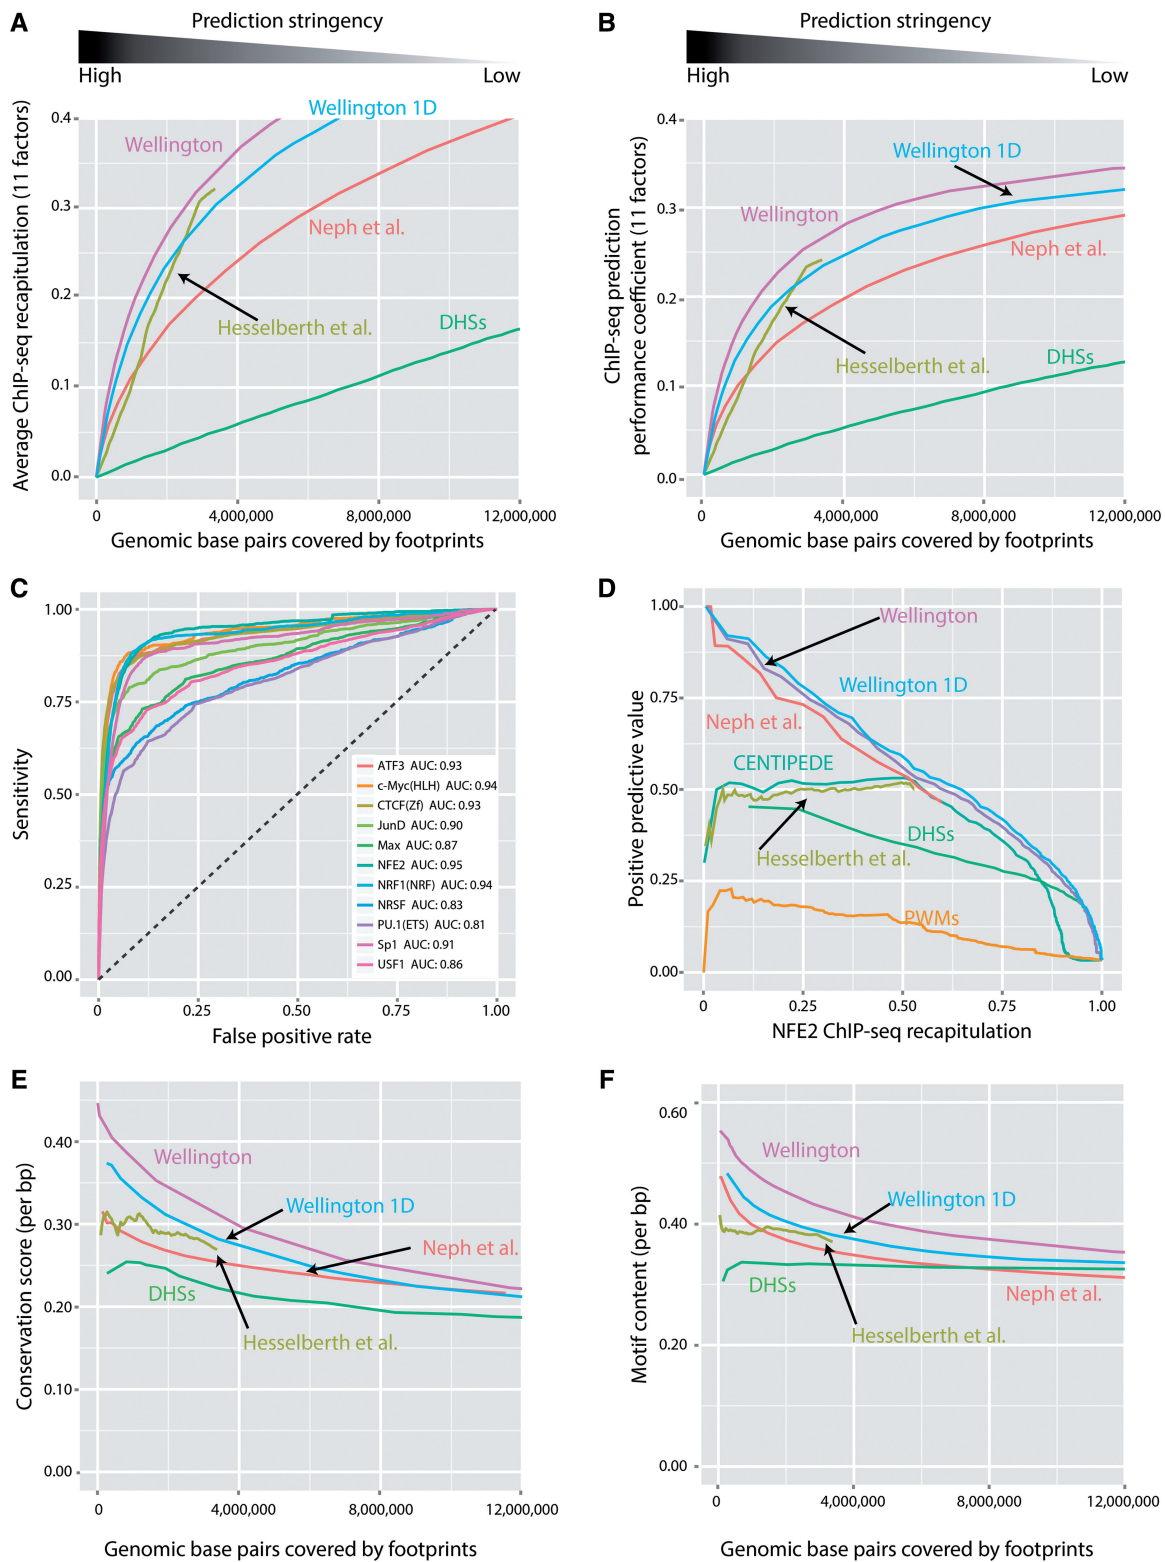 A
Prediction stringency
High
Low
Average ChIP-seq recapitulation (11 factors)
0.4
0.3
0.2
0.1
0.0
Wellington 1D
Wellington
Neph et al.
Hesselberth et al.
DHSs
0
4,000,000
8,000,000
12,000,000
Genomic base pairs covered by footprints
B
Prediction stringency
High
Low
ChIP-seq prediction
performance coefficient (11 factors)
0.4
0.3
0.2
0.1
0.0
Wellington 1D
Wellington
Neph et al.
Hesselberth et al.
DHSs
0
4,000,000
8,000,000
12,000,000
Genomic base pairs covered by footprints
C
Sensitivity
1.00
0.75
0.50
0.25
0.00
ATF3 AUC: 0.93
c-Myc(HLH) AUC: 0.94
CTCF(Zf) AUC: 0.93
JunD AUC: 0.90
Max AUC: 0.87
NFE2 AUC: 0.95
NRF1(NRF) AUC: 0.94
NRSF AUC: 0.83
PU.1(ETS) AUC: 0.81
Sp1 AUC: 0.91
USF1 AUC: 0.86
0
0.25
0.50
0.75
1.00
False positive rate
D
Positive predictive value
1.00
0.75
0.50
0.25
0.00
Wellington
Wellington 1D
Neph et al.
CENTIPEDE
DHSs
Hesselberth et al.
PWMs
0
0.25
0.50
0.75
1.00
NFE2 ChIP-seq recapitulation
E
Conservation score (per bp)
0.40
0.30
0.20
0.10
0.00
Wellington
Wellington 1D
Neph et al.
DHSs
Hesselberth et al.
0
4,000,000
8,000,000
12,000,000
Genomic base pairs covered by footprints
F
Motif content (per bp)
0.60
0.40
0.20
0.00
Wellington
Wellington 1D
DHSs
Neph et al.
Hesselberth et al.
0
4,000,000
8,000,000
12,000,000
Genomic base pairs covered by footprints